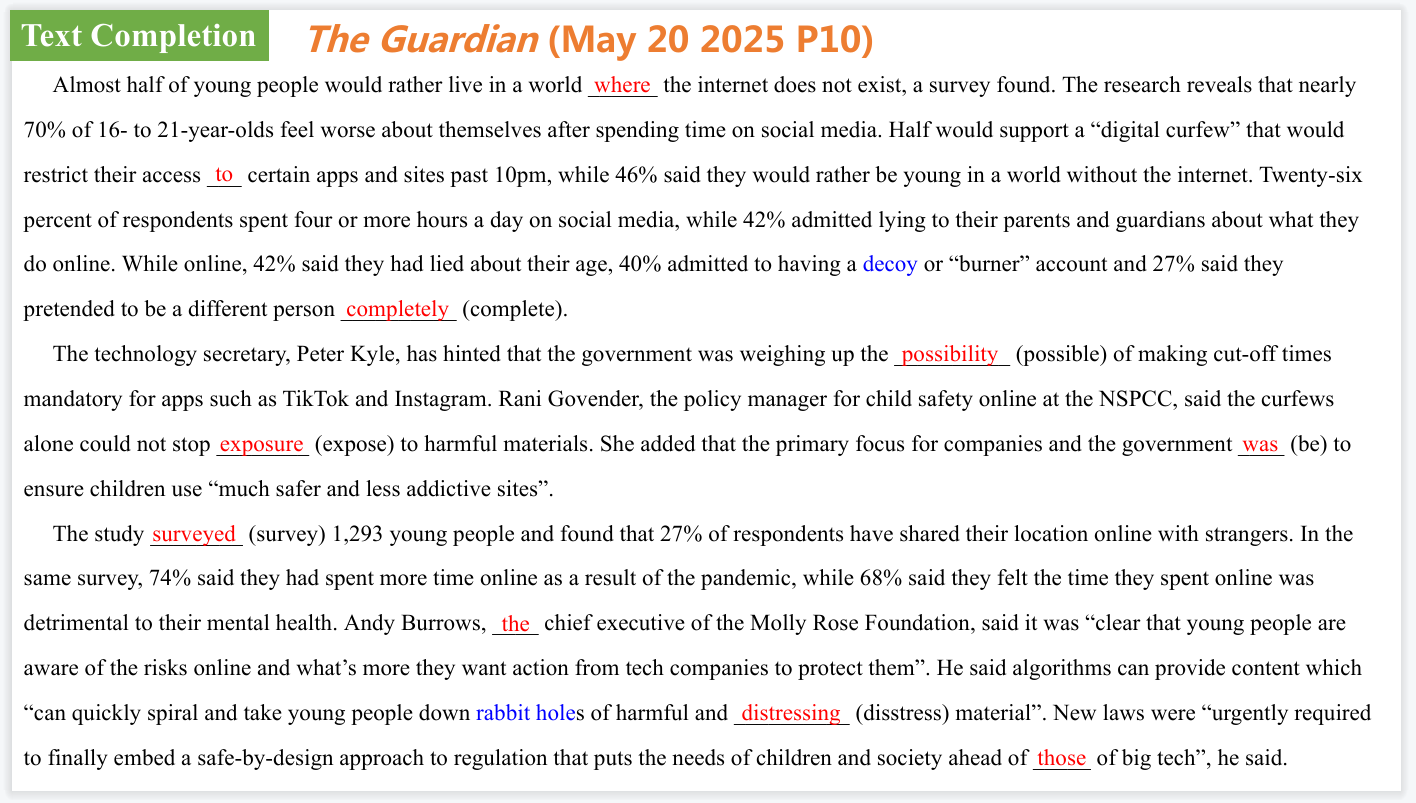 Text Completion
The Guardian (May 20 2025 P10)
Almost half of young people would rather live in a world where the internet does not exist, a survey found. The research reveals that nearly
70% of 16- to 21-year-olds feel worse about themselves after spending time on social media. Half would support a “digital curfew” that would
restrict their access to certain apps and sites past 10pm, while 46% said they would rather be young in a world without the internet. Twenty-six
percent of respondents spent four or more hours a day on social media, while 42% admitted lying to their parents and guardians about what they
do online. While online, 42% said they had lied about their age, 40% admitted to having a decoy or “burner” account and 27% said they
pretended to be a different person completely (complete).
The technology secretary, Peter Kyle, has hinted that the government was weighing up the possibility (possible) of making cut-off times
mandatory for apps such as TikTok and Instagram. Rani Govender, the policy manager for child safety online at the NSPCC, said the curfews
alone could not stop exposure (expose) to harmful materials. She added that the primary focus for companies and the government was (be) to
ensure children use “much safer and less addictive sites”.
The study surveyed (survey) 1,293 young people and found that 27% of respondents have shared their location online with strangers. In the
same survey, 74% said they had spent more time online as a result of the pandemic, while 68% said they felt the time they spent online was
detrimental to their mental health. Andy Burrows, the chief executive of the Molly Rose Foundation, said it was “clear that young people are
aware of the risks online and what’s more they want action from tech companies to protect them”. He said algorithms can provide content which
“can quickly spiral and take young people down rabbit holes of harmful and distressing (disstress) material”. New laws were “urgently required
to finally embed a safe-by-design approach to regulation that puts the needs of children and society ahead of those of big tech”, he said.